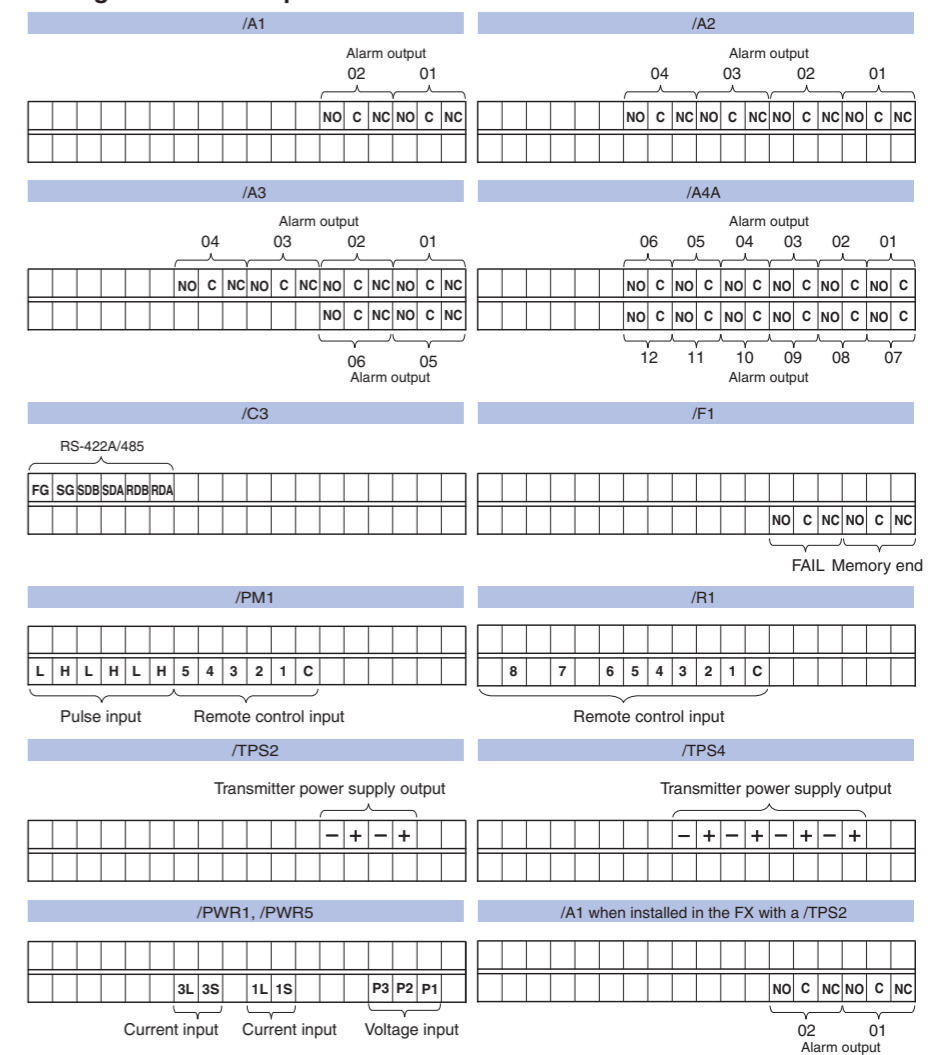 /A1
/A2
Alarm output
02 01
Alarm output
04 03 02 01
NO C NC NO C NC
NO C NC NO C NC NO C NC NO C NC
/A3
/A4A
Alarm output
04 03 02 01
Alarm output
06 05 04 03 02 01
NO C NC NO C NC NO C NC NO C NC
NO C NC NO C NC
06 05
Alarm output
NO C NO C NO C NO C NO C NO C
NO C NO C NO C NO C NO C NO C
12 11 10 09 08 07
Alarm output
/C3
/F1
RS-422A/485
FG SG SDB SDA RDB RDA
NO C NC NO C NC
FAIL Memory end
/PM1
/R1
L H L H L H 5 4 3 2 1 C
Pulse input Remote control input
8 7 6 5 4 3 2 1 C
Remote control input
/TPS2
/TPS4
Transmitter power supply output
− + − +
Transmitter power supply output
− + − + − + − +
/PWR1, /PWR5
/A1 when installed in the FX with a /TPS2
3L 3S 1L 1S P3 P2 P1
Current input Current input Voltage input
NO C NC NO C NC
02 01
Alarm output